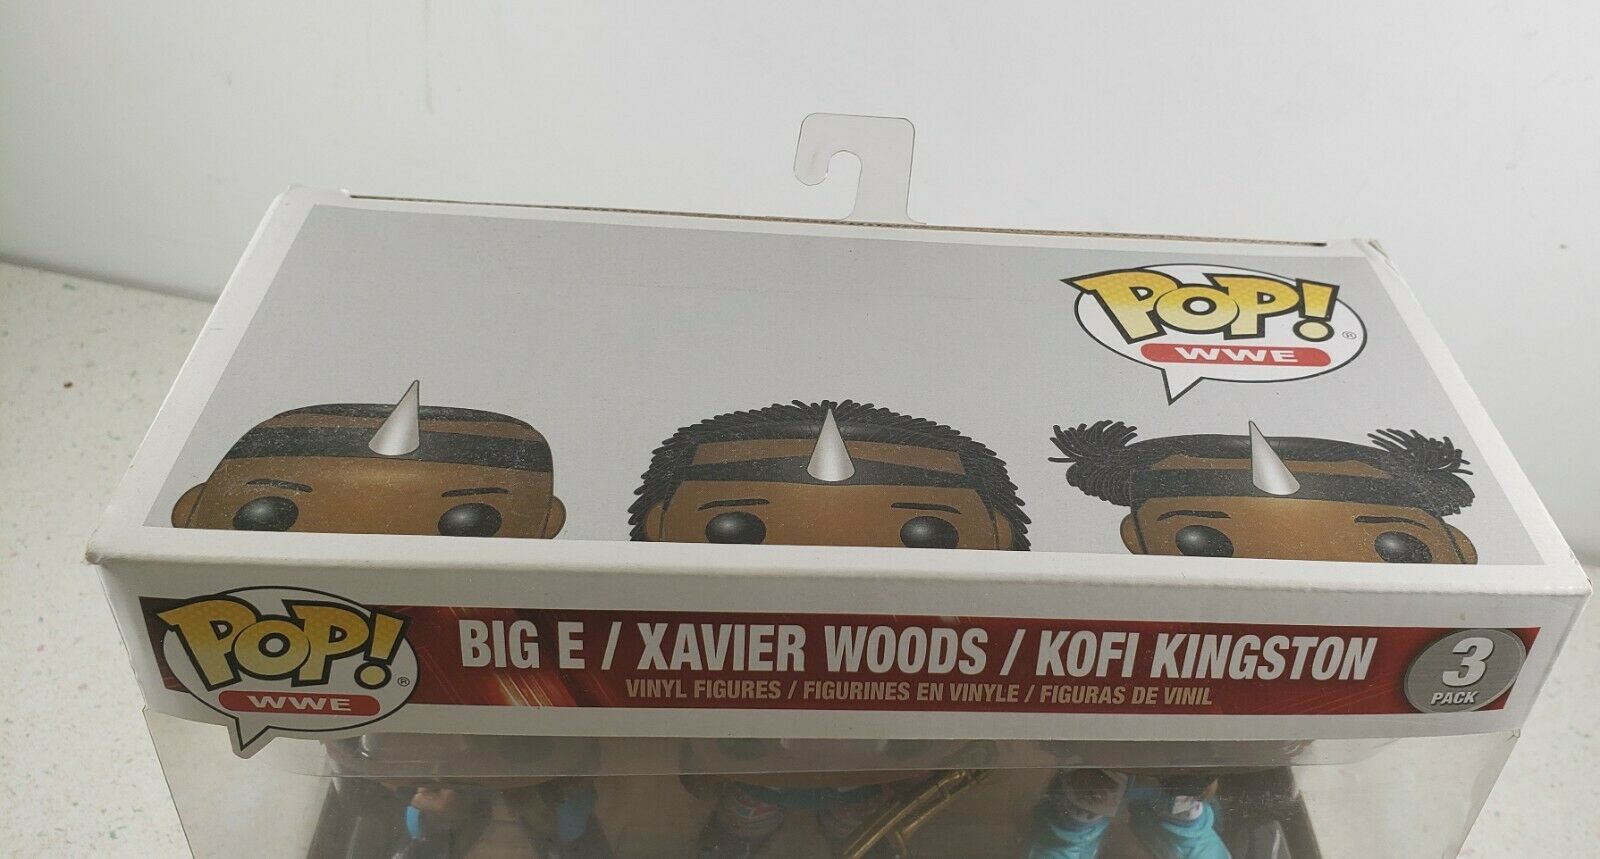 POP!
®
WWE
POP!
®
WWE
BIG E / XAVIER WOODS / KOFI KINGSTON
VINYL FIGURES / FIGURINES EN VINYLE / FIGURAS DE VINIL
3
PACK